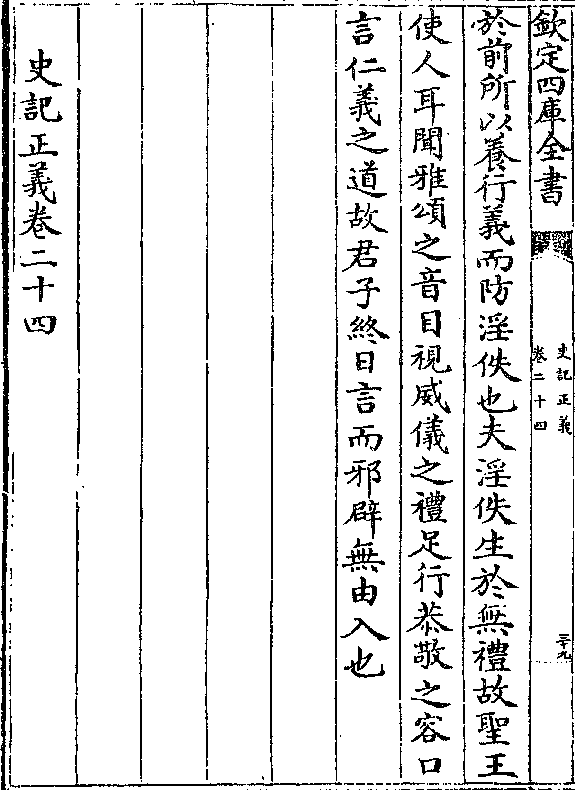 欽定四庫全書
史記正義
卷二十四
三十九
於前所以養行義而防淫佚也夫淫佚生於無禮故聖王
使人耳聞雅頌之音目視威儀之禮足行恭敬之容口
言仁義之道故君子終日言而邪辟無由入也
史記正義卷二十四